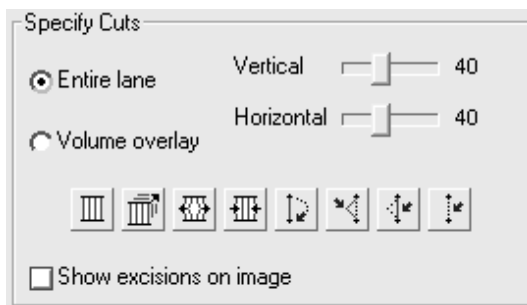 Specify Cuts
Entire lane
Vertical 40
Horizontal 40
Volume overlay
Show excisions on image